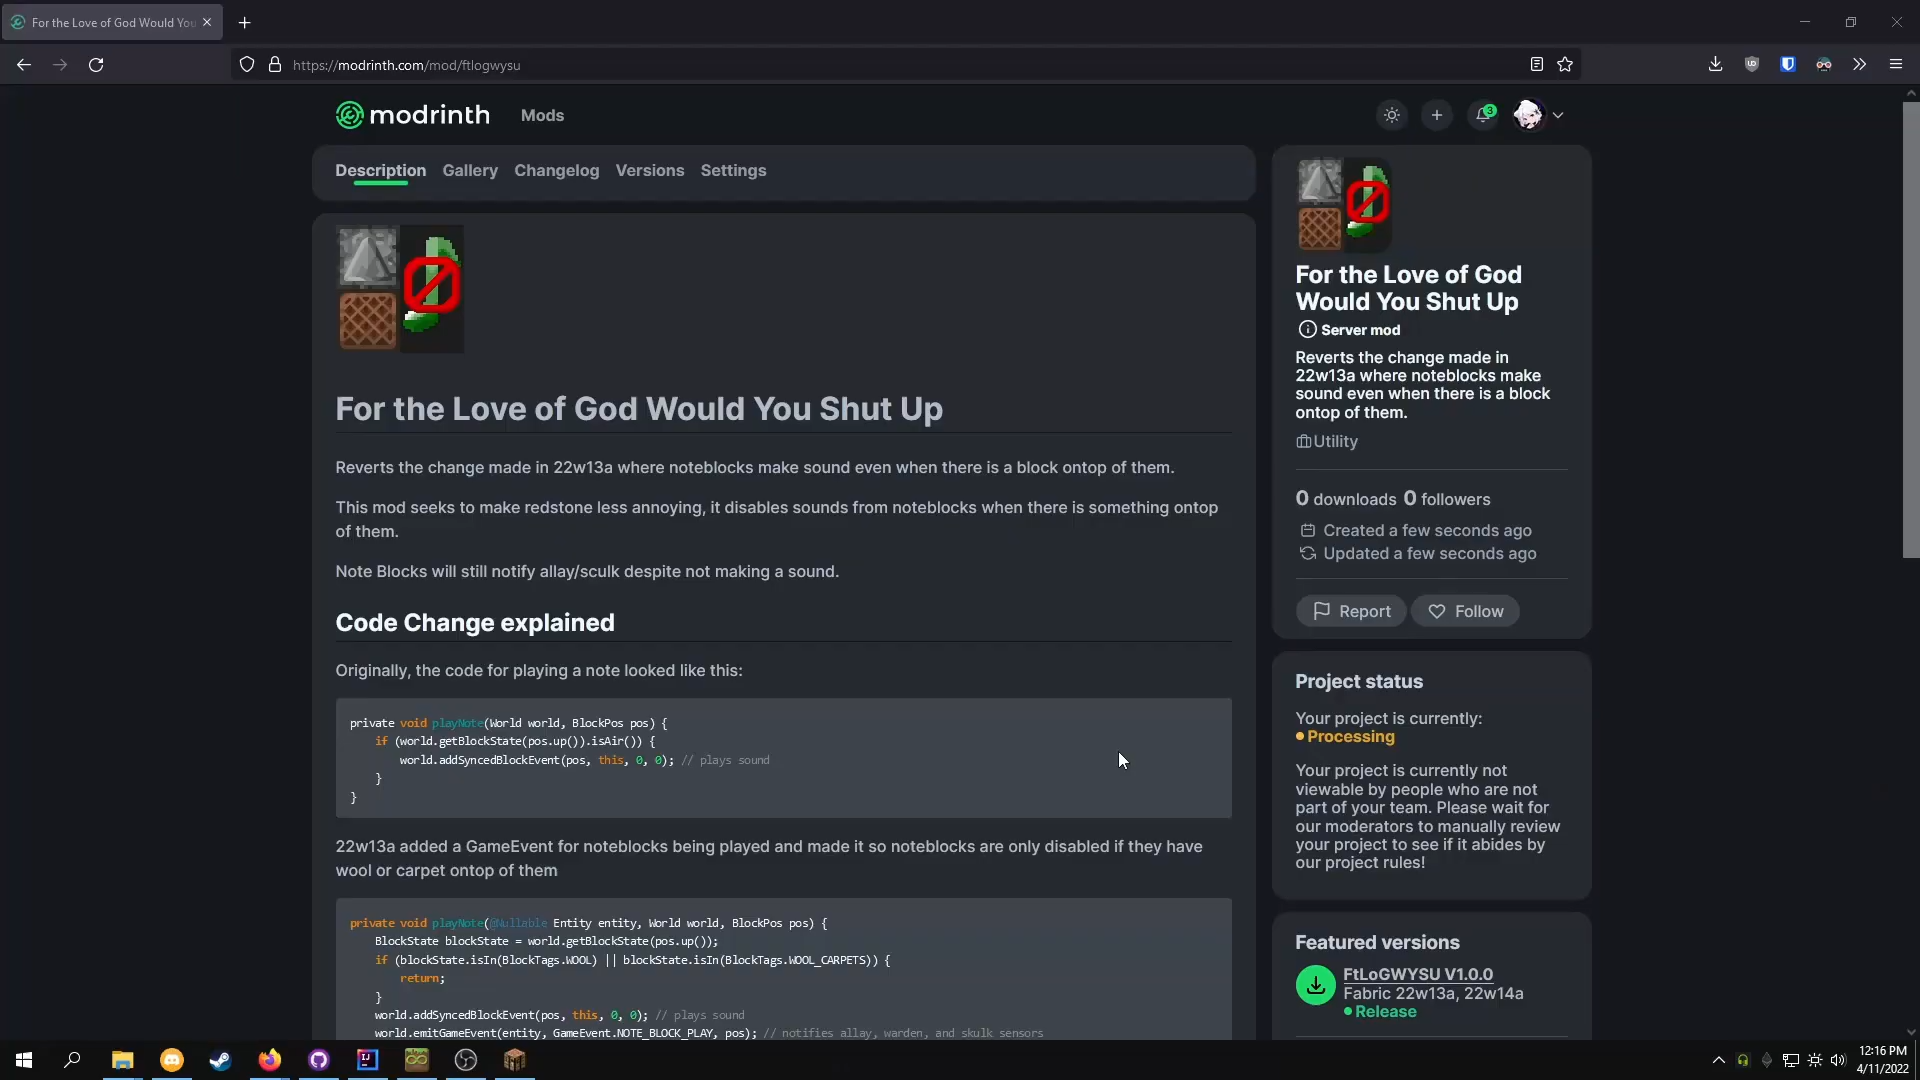 For the Love of God Would You
https://modrinth.com/mod/ftlogwysu
modrinth
Mods
3
Description Gallery Changelog Versions Settings
For the Love of God Would You Shut Up
Reverts the change made in 22w13a where noteblocks make sound even when there is a block ontop of them.
This mod seeks to make redstone less annoying, it disables sounds from noteblocks when there is something ontop
of them.
Note Blocks will still notify allay/sculk despite not making a sound.
Code Change explained
Originally, the code for playing a note looked like this:
private void playNote(World world, BlockPos pos) {
if (world.getBlockState(pos.up()).isAir()) {
world.addSyncedBlockEvent(pos, this, 0, 0); // plays sound
}
}
22w13a added a GameEvent for noteblocks being played and made it so noteblocks are only disabled if they have
wool or carpet ontop of them
private void playNote(@Nullable Entity entity, World world, BlockPos pos) {
BlockState blockState = world.getBlockState(pos.up());
if (blockState.isIn(BlockTags.WOOL) || blockState.isIn(BlockTags.WOOL_CARPETS)) {
return;
}
world.addSyncedBlockEvent(pos, this, 0, 0); // plays sound
world.emitGameEvent(entity, GameEvent.NOTE_BLOCK_PLAY, pos); // notifies allay, warden, and skulk sensors
For the Love of God
Would You Shut Up
Server mod
Reverts the change made in
22w13a where noteblocks make
sound even when there is a block
ontop of them.
Utility
0 downloads 0 followers
Created a few seconds ago
Updated a few seconds ago
Report Follow
Project status
Your project is currently:
Processing
Your project is currently not
viewable by people who are not
part of your team. Please wait for
our moderators to manually review
your project to see if it abides by
our project rules!
Featured versions
FtLoGWYSU V1.0.0
Fabric 22w13a, 22w14a
Release
12:16 PM
4/11/2022